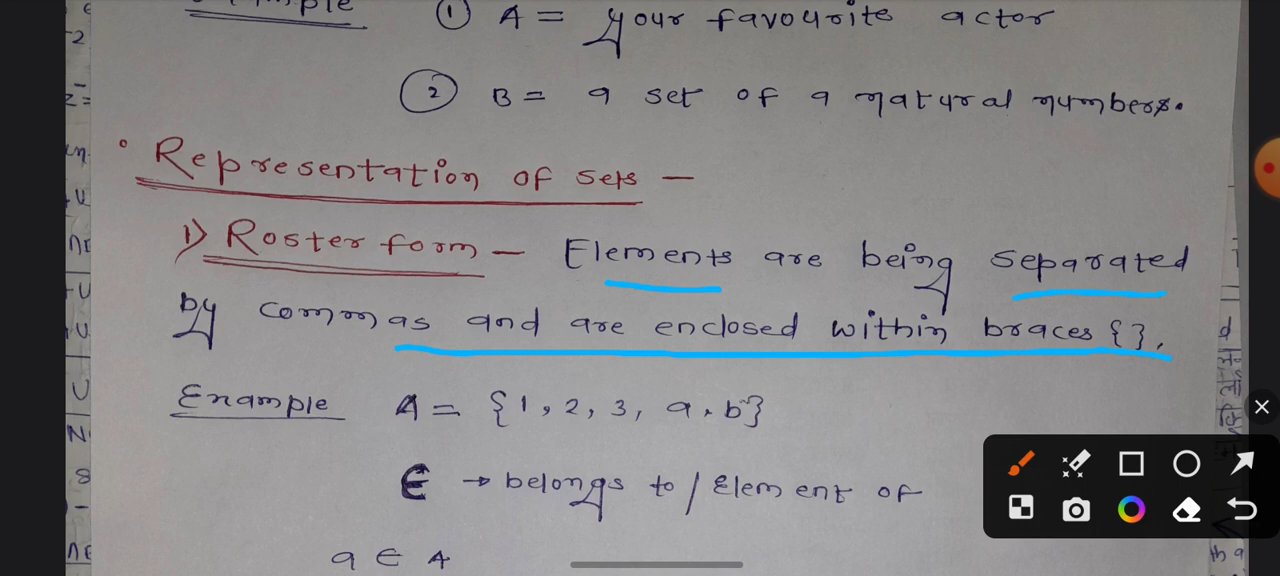 ① A = your favourite actor
② B = a set of a natural numbers.
• Representation of sets —
1) Roster form — Elements are being separated
by commas and are enclosed within braces { }.
Example A = {1, 2, 3, a, b}
∈ → belongs to / Element of
a ∈ A